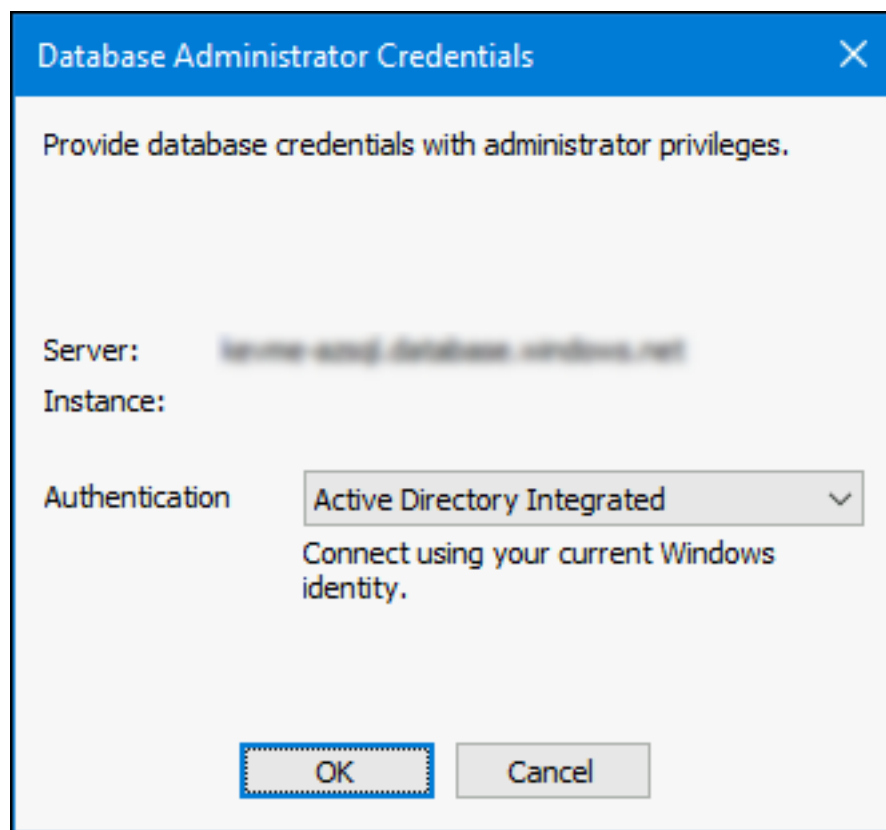 Database Administrator Credentials
Provide database credentials with administrator privileges.
Server:
Instance:
Authentication
Active Directory Integrated
Connect using your current Windows
identity.
OK
Cancel